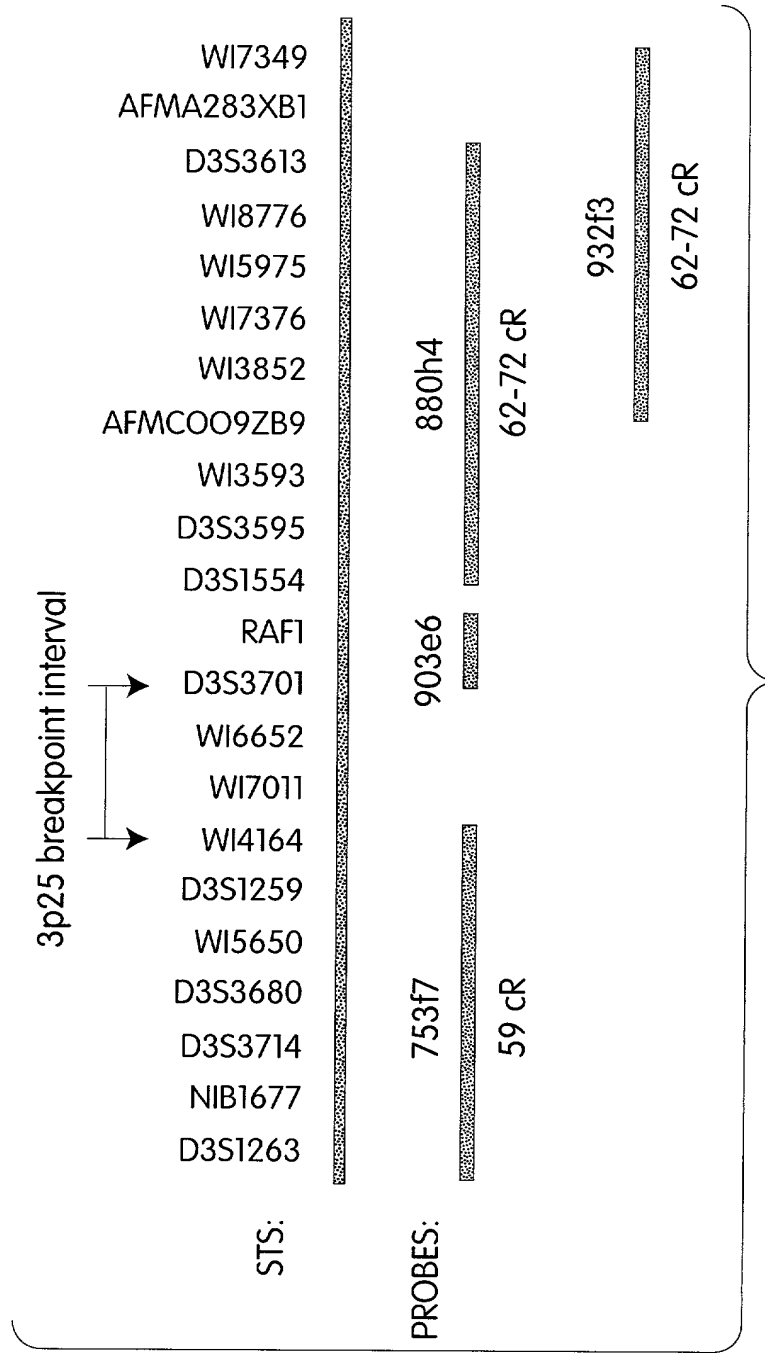 3p25 breakpoint interval
STS:
D3S1263
NIB1677
D3S3714
D3S3680
WI5650
D3S1259
WI4164
WI7011
WI6652
D3S3701
RAF1
D3S1554
D3S3595
WI3593
AFMCOO9ZB9
WI3852
WI7376
WI5975
WI8776
D3S3613
AFMA283XB1
WI7349
PROBES:
753f7
59 cR
903e6
880h4
62-72 cR
932f3
62-72 cR